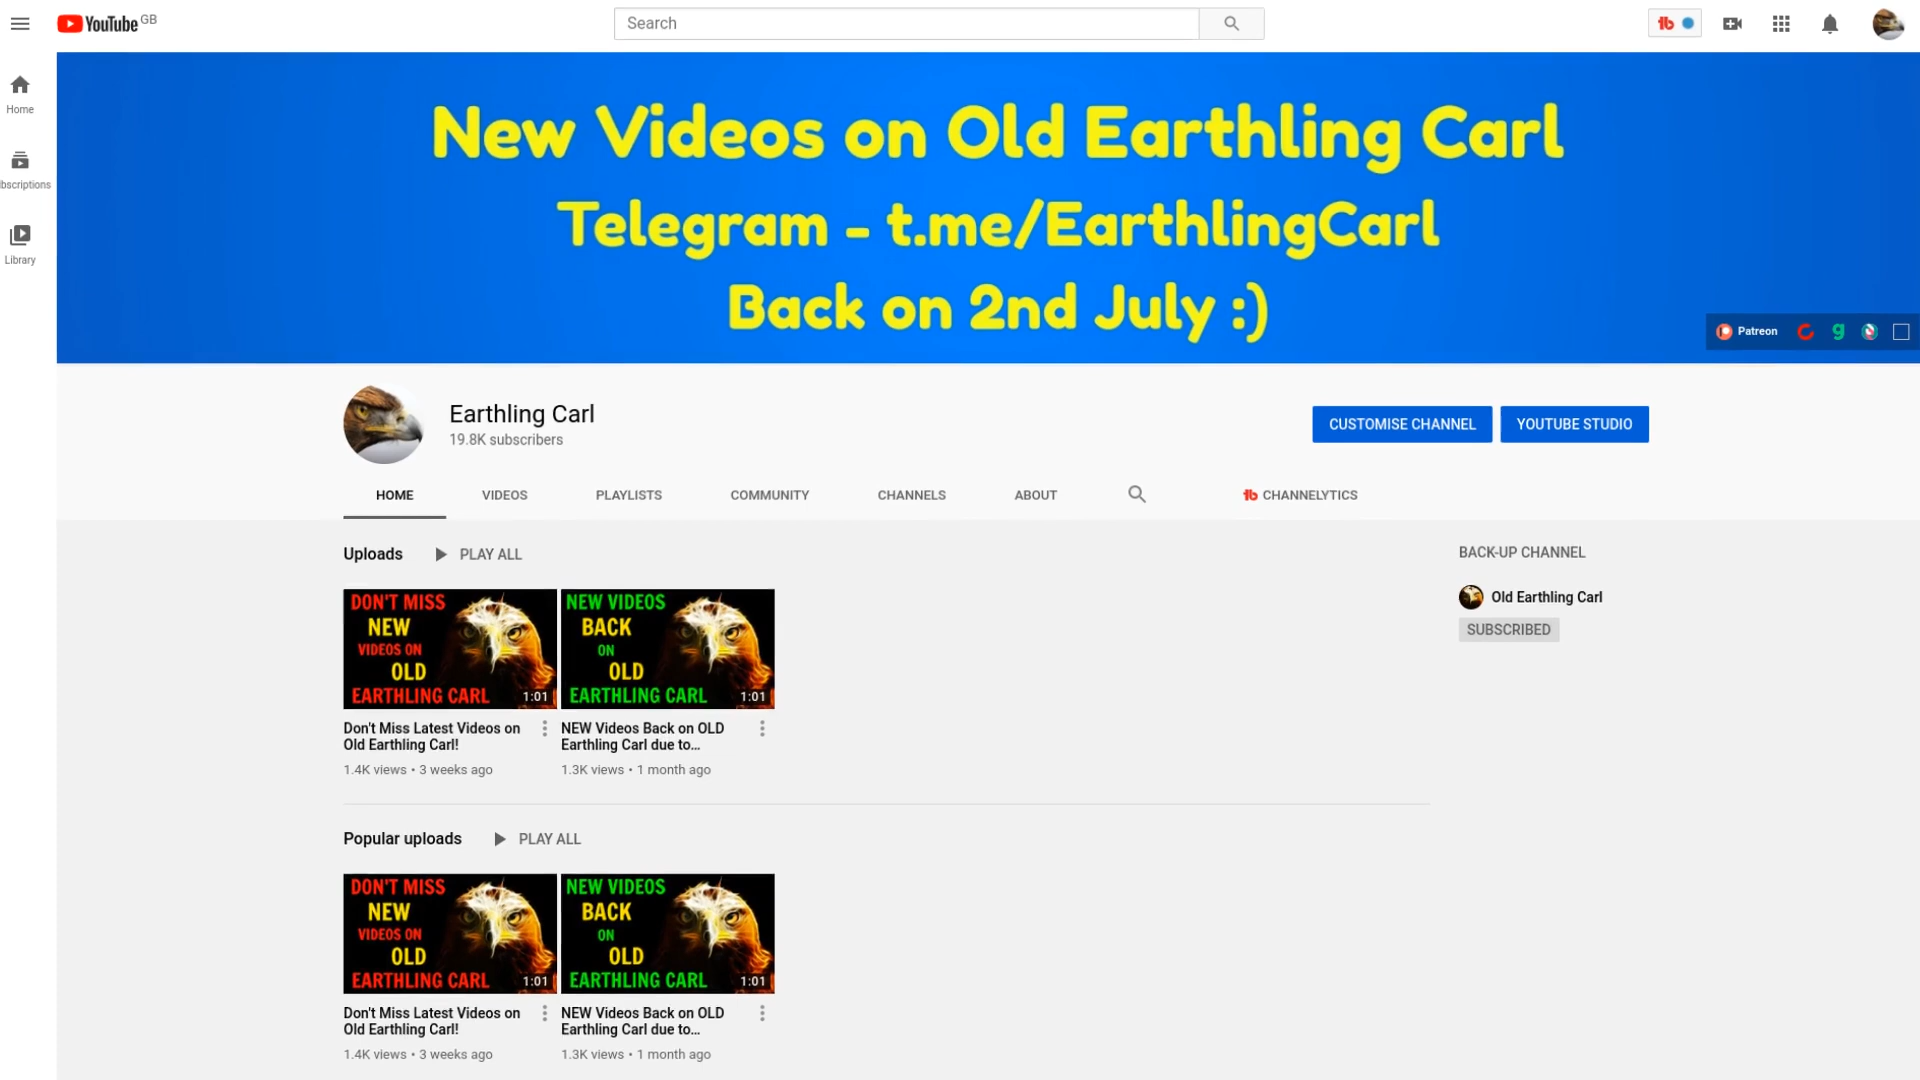 YouTube GB
Search
Home
bscriptions
Library
New Videos on Old Earthling Carl
Telegram - t.me/EarthlingCarl
Back on 2nd July :)
Patreon
Earthling Carl
19.8K subscribers
CUSTOMISE CHANNEL
YOUTUBE STUDIO
HOME
VIDEOS
PLAYLISTS
COMMUNITY
CHANNELS
ABOUT
CHANNELYTICS
Uploads
PLAY ALL
DON'T MISS
NEW
VIDEOS ON
OLD
EARTHLING CARL
1:01
Don't Miss Latest Videos on
Old Earthling Carl!
1.4K views • 3 weeks ago
NEW VIDEOS
BACK
ON
OLD
EARTHLING CARL
1:01
NEW Videos Back on OLD
Earthling Carl due to...
1.3K views • 1 month ago
BACK-UP CHANNEL
Old Earthling Carl
SUBSCRIBED
Popular uploads
PLAY ALL
DON'T MISS
NEW
VIDEOS ON
OLD
EARTHLING CARL
1:01
Don't Miss Latest Videos on
Old Earthling Carl!
1.4K views • 3 weeks ago
NEW VIDEOS
BACK
ON
OLD
EARTHLING CARL
1:01
NEW Videos Back on OLD
Earthling Carl due to...
1.3K views • 1 month ago